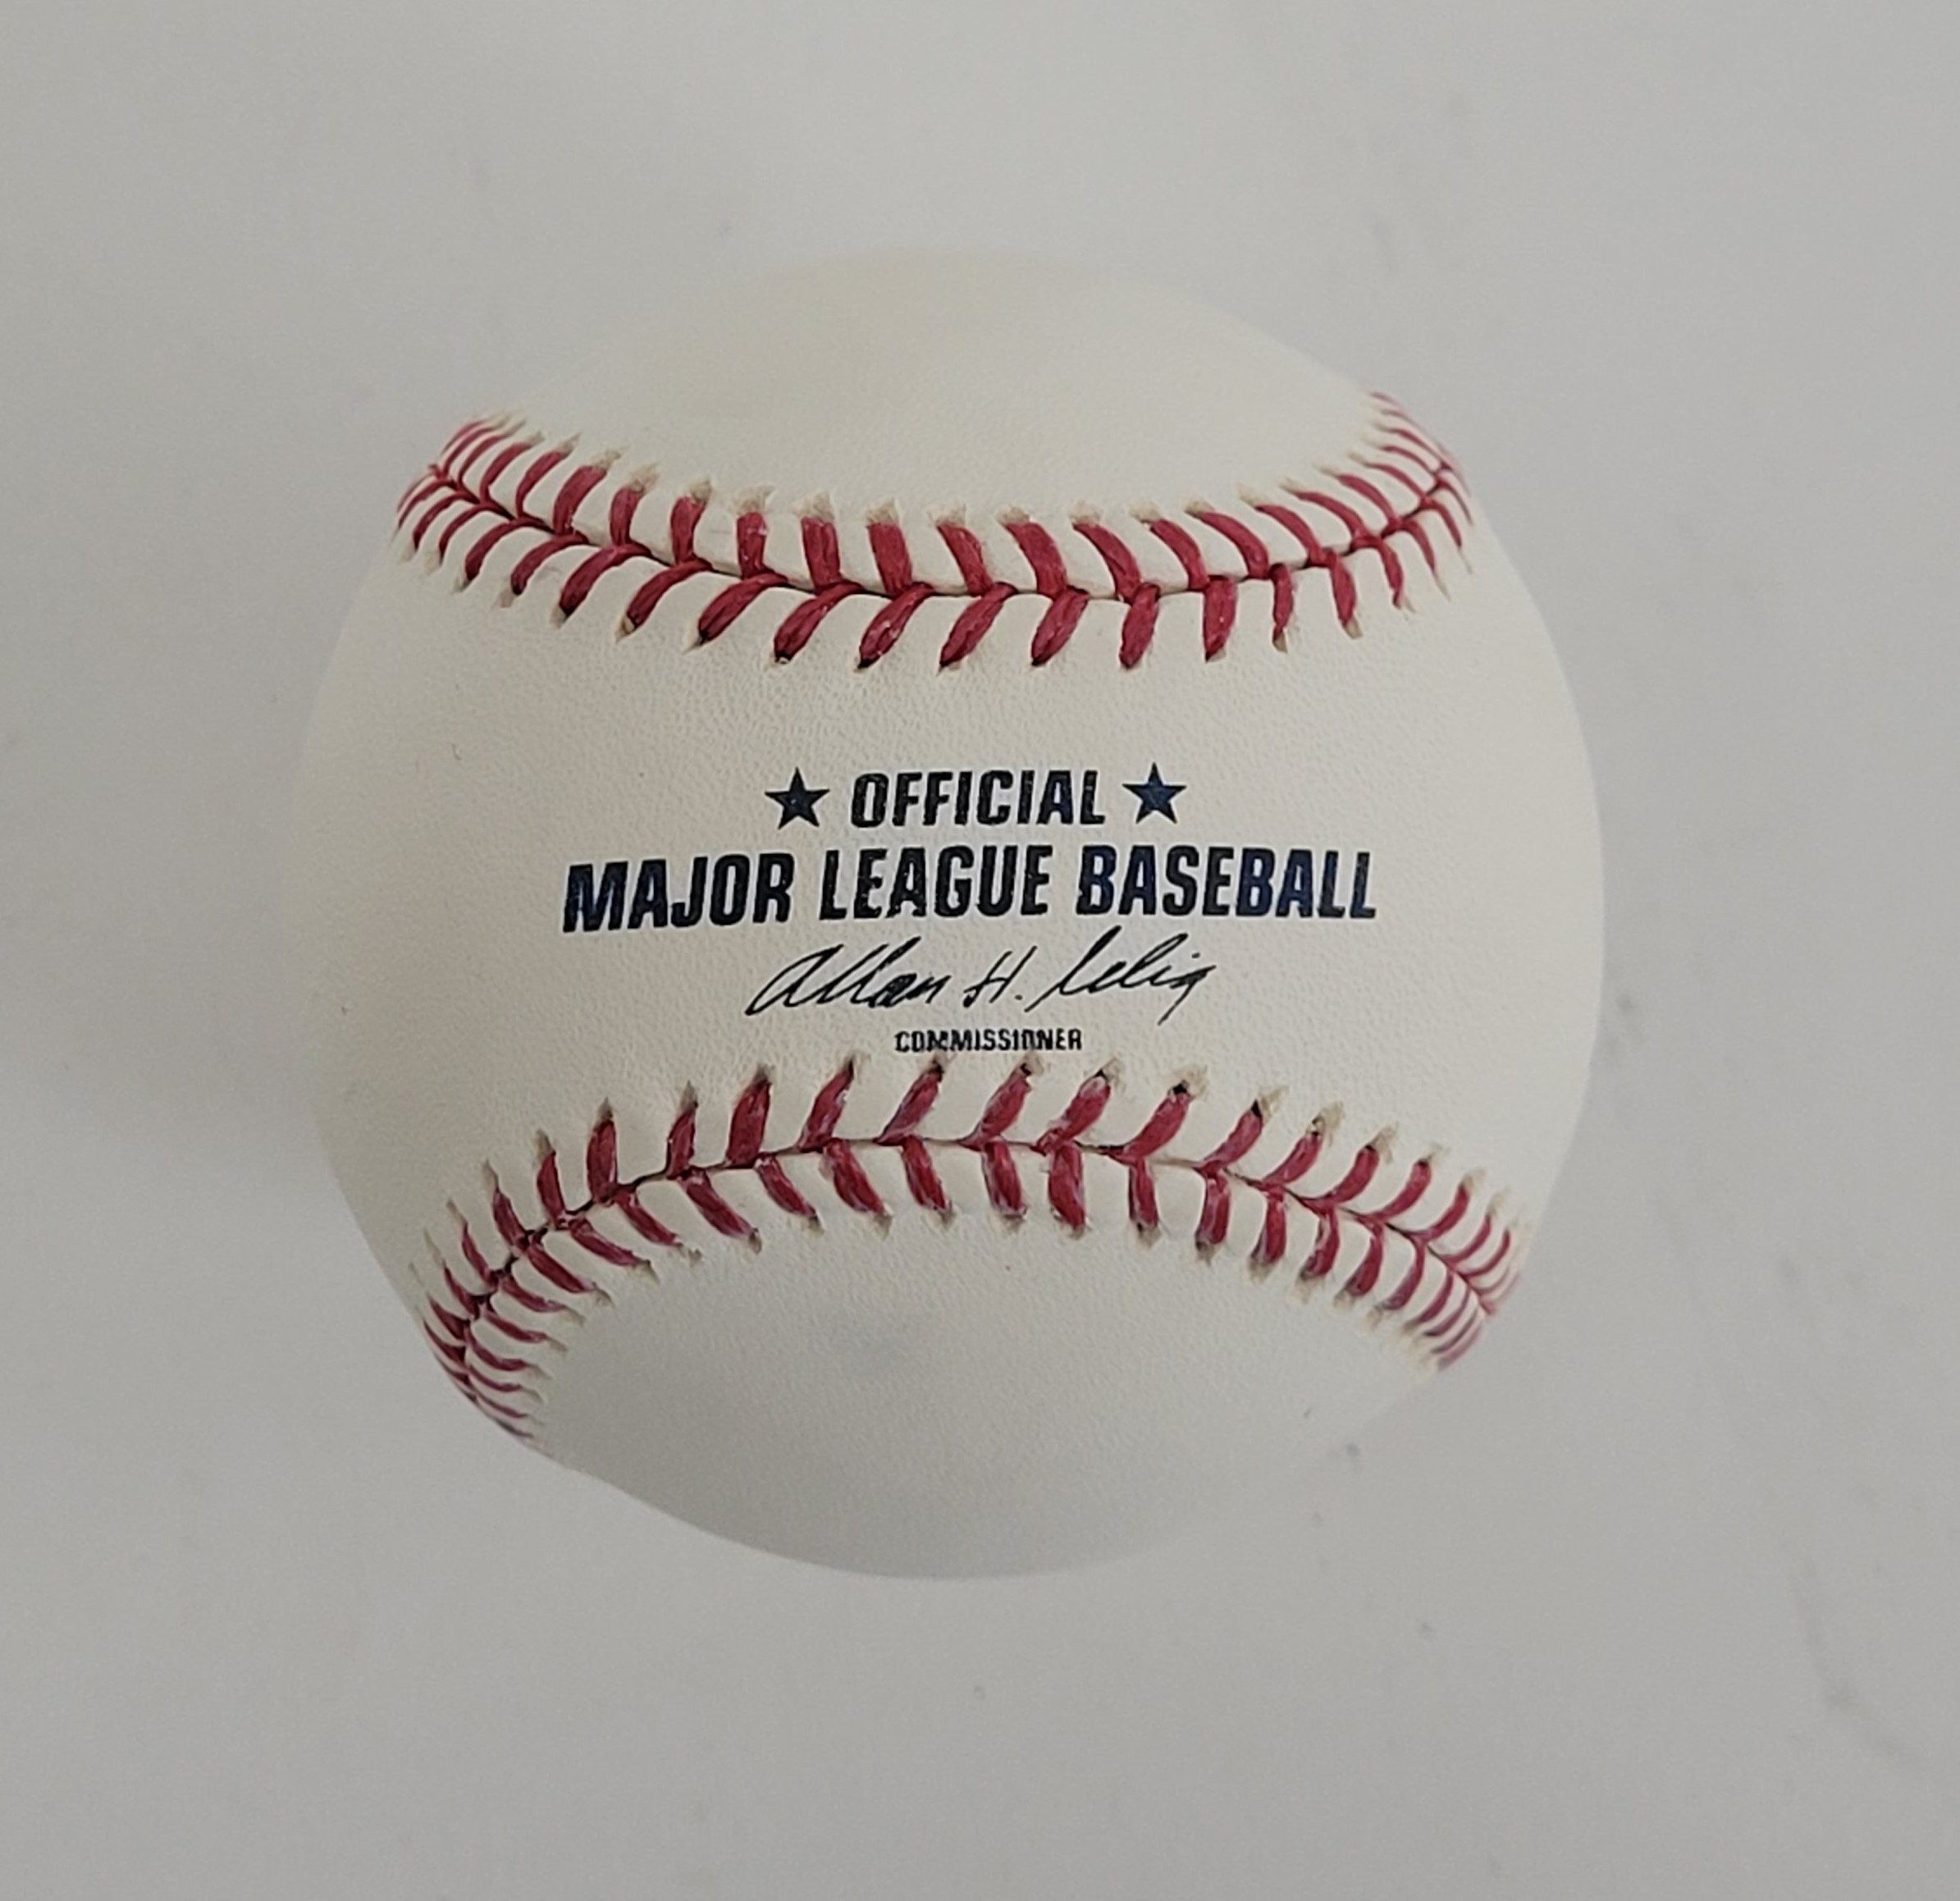 ★ OFFICIAL ★
MAJOR LEAGUE BASEBALL
Allan H. Selig
COMMISSIONER